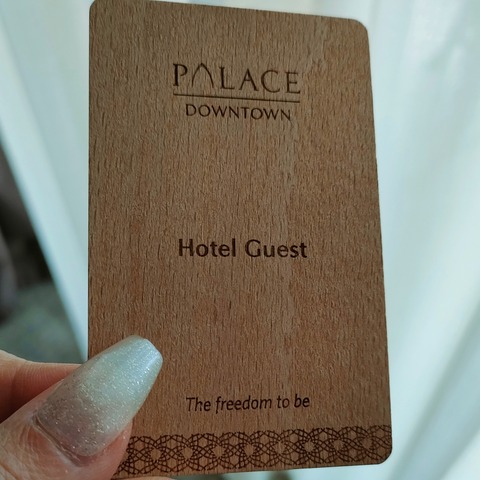 PALACE
DOWNTOWN
Hotel Guest
The freedom to be